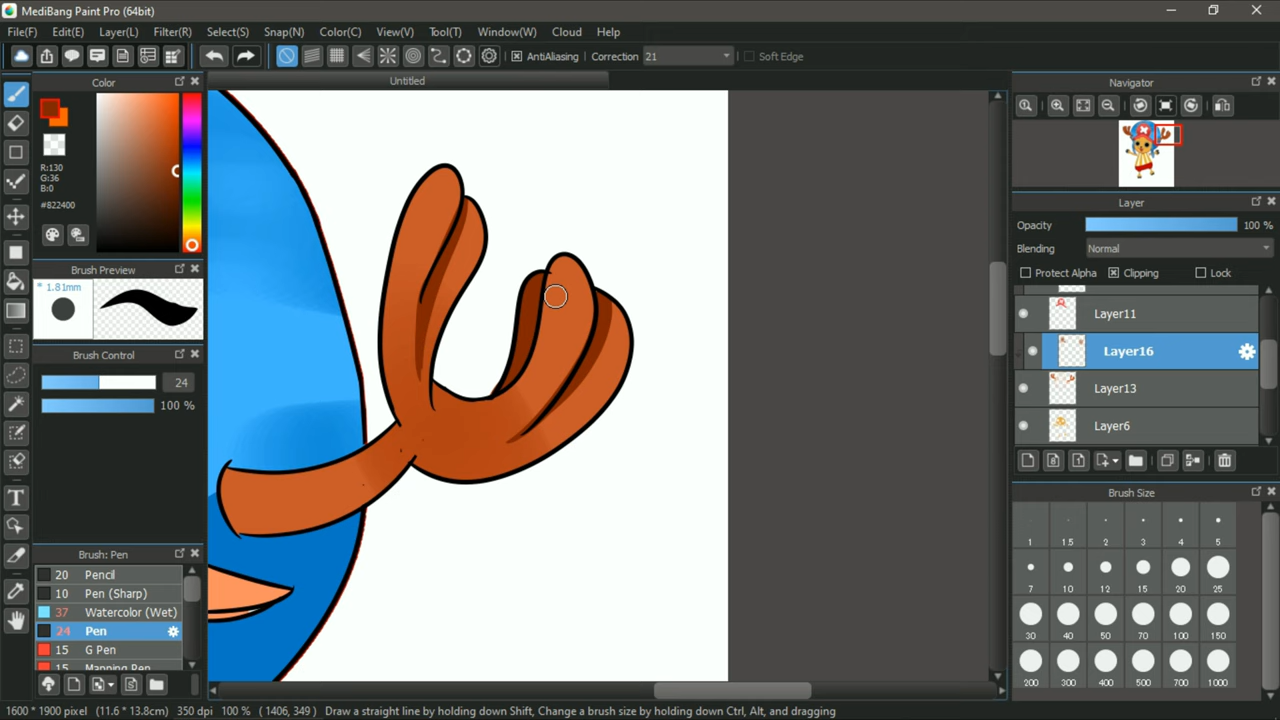 MediBang Paint Pro (64bit)
File(F) Edit(E) Layer(L) Filter(R) Select(S) Snap(N) Color(C) View(V) Tool(T) Window(W) Cloud Help
AntiAliasing Correction 21 Soft Edge
Color
Untitled
Navigator
R:130
G:36
B:0
#822400
Layer
Opacity 100 %
Blending Normal
Protect Alpha Clipping Lock
Brush Preview
* 1.81mm
Layer11
Layer16
Layer13
Layer6
Brush Control
24
100 %
Brush Size
1 1.5 2 3 4 5
7 10 12 15 20 25
30 40 50 70 100 150
200 300 400 500 700 1000
Brush: Pen
20 Pencil
10 Pen (Sharp)
37 Watercolor (Wet)
24 Pen
15 G Pen
15 Mapping Pen
1600 * 1900 pixel (11.6 * 13.8cm) 350 dpi 100 % ( 1406, 349 ) Draw a straight line by holding down Shift, Change a brush size by holding down Ctrl, Alt, and dragging